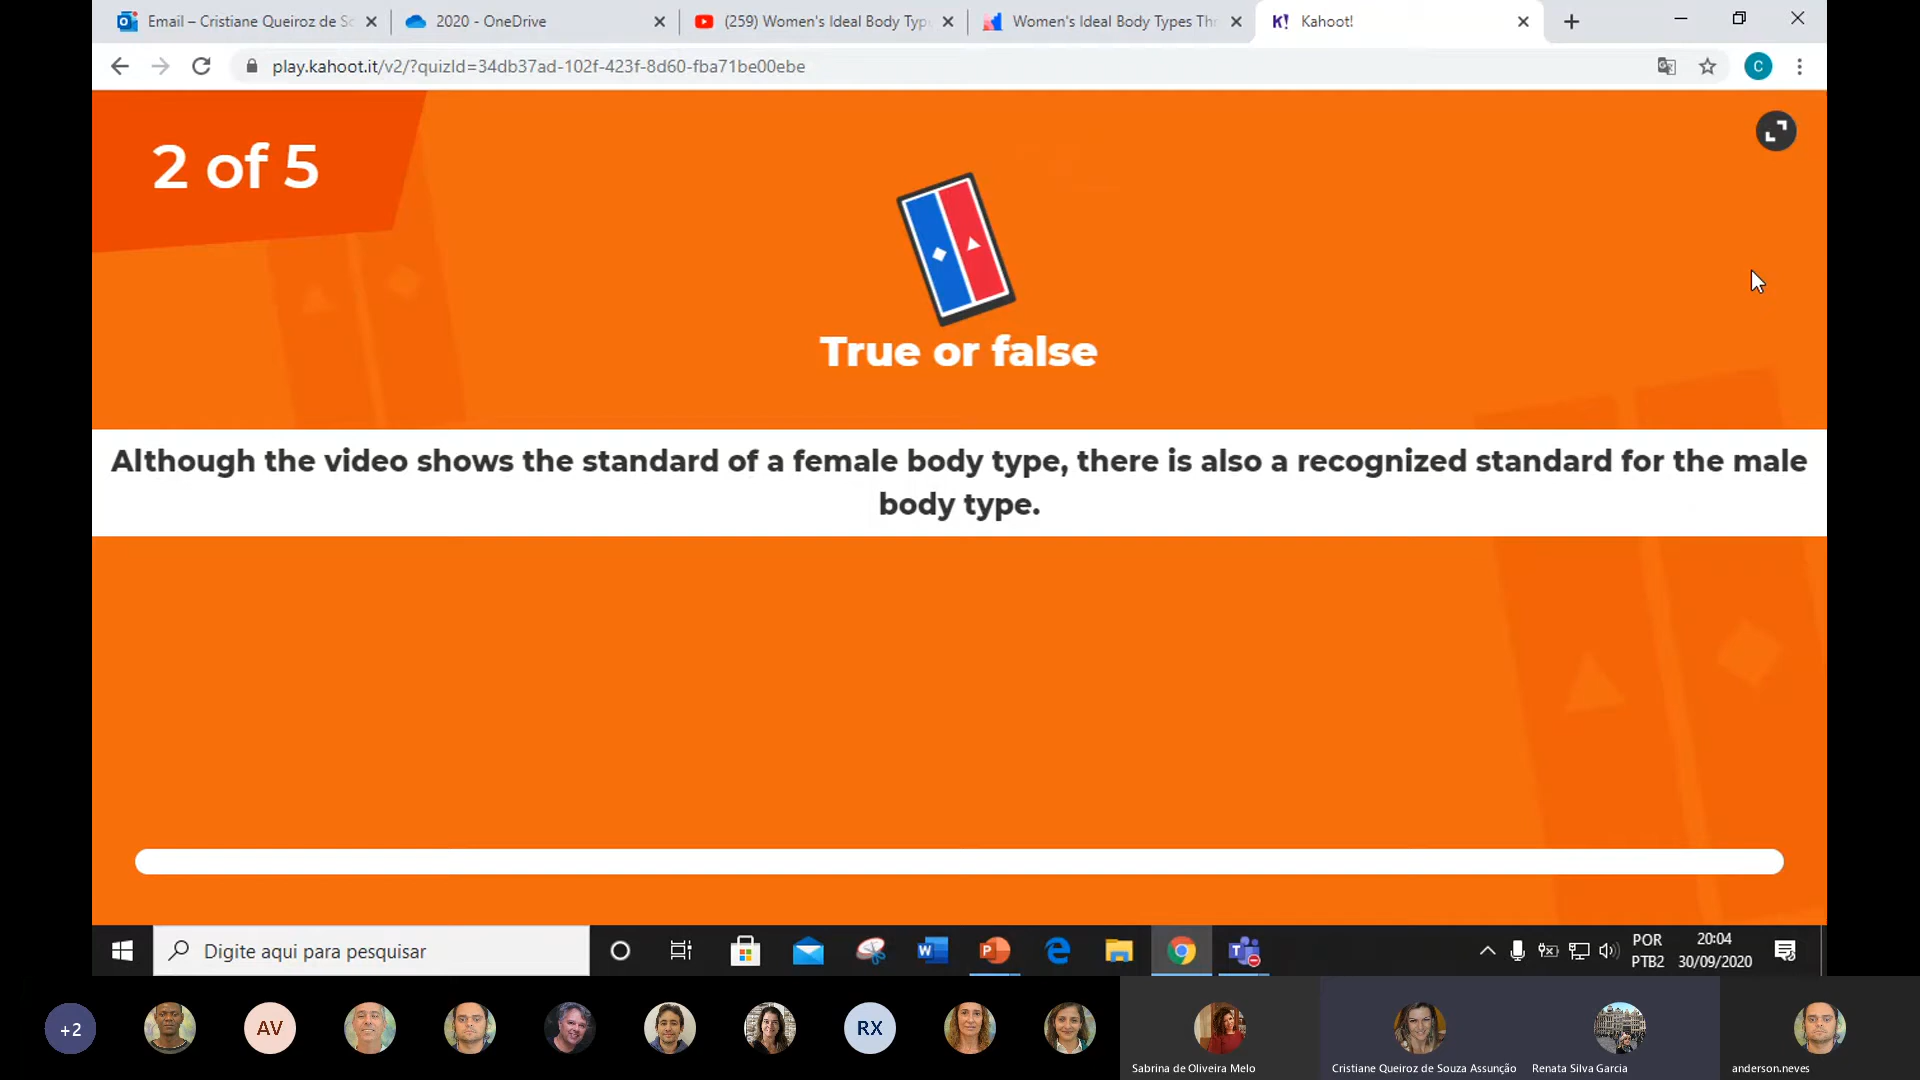 Email – Cristiane Queiroz de Sc
2020 - OneDrive
(259) Women's Ideal Body Typ
Women's Ideal Body Types Thr
K! Kahoot!
play.kahoot.it/v2/?quizId=34db37ad-102f-423f-8d60-fba71be00ebe
C
2 of 5
True or false
Although the video shows the standard of a female body type, there is also a recognized standard for the male
body type.
Digite aqui para pesquisar
POR
PTB2
20:04
30/09/2020
+2
AV
RX
Sabrina de Oliveira Melo
Cristiane Queiroz de Souza Assunção
Renata Silva Garcia
anderson.neves